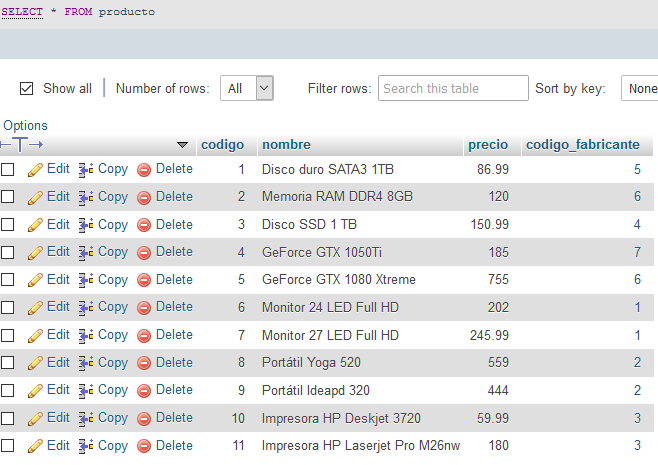 SELECT * FROM producto
Show all Number of rows: All Filter rows: Search this table Sort by key: None
Options
codigo nombre precio codigo_fabricante
Edit Copy Delete 1 Disco duro SATA3 1TB 86.99 5
Edit Copy Delete 2 Memoria RAM DDR4 8GB 120 6
Edit Copy Delete 3 Disco SSD 1 TB 150.99 4
Edit Copy Delete 4 GeForce GTX 1050Ti 185 7
Edit Copy Delete 5 GeForce GTX 1080 Xtreme 755 6
Edit Copy Delete 6 Monitor 24 LED Full HD 202 1
Edit Copy Delete 7 Monitor 27 LED Full HD 245.99 1
Edit Copy Delete 8 Portátil Yoga 520 559 2
Edit Copy Delete 9 Portátil Ideapd 320 444 2
Edit Copy Delete 10 Impresora HP Deskjet 3720 59.99 3
Edit Copy Delete 11 Impresora HP Laserjet Pro M26nw 180 3